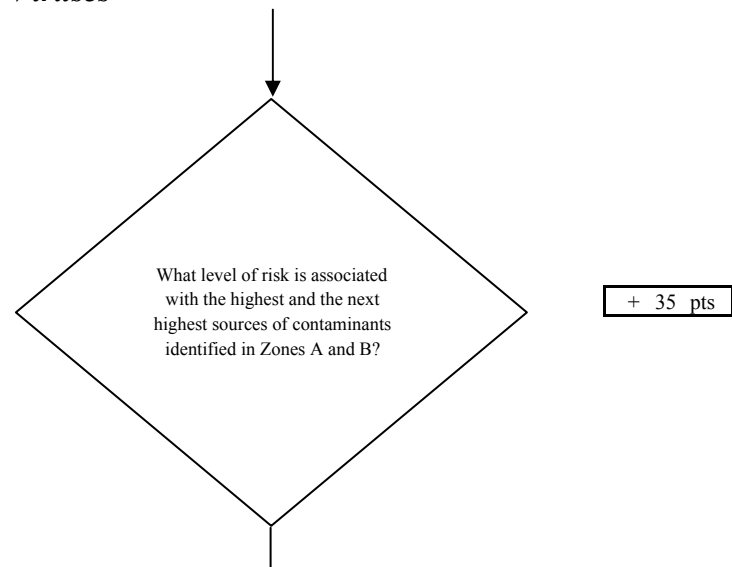 What level of risk is associated
with the highest and the next
highest sources of contaminants
identified in Zones A and B?
+ 35 pts